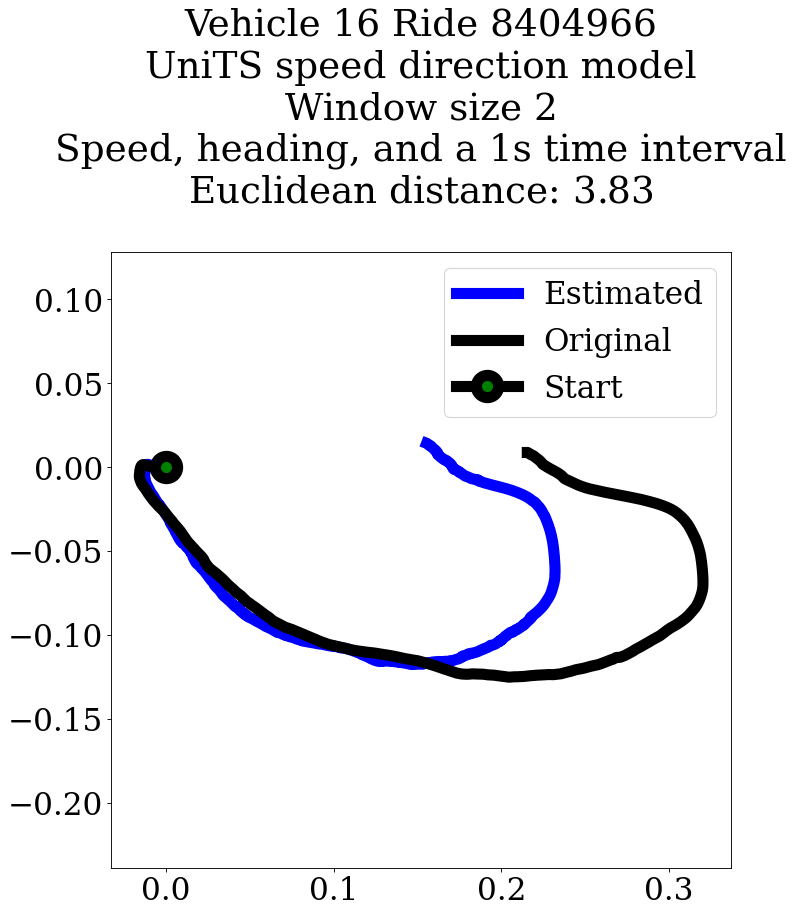 Vehicle 16 Ride 8404966
UniTS speed direction model
Window size 2
Speed, heading, and a 1s time interval
Euclidean distance: 3.83
Estimated
Original
Start
0.10
0.05
0.00
−0.05
−0.10
−0.15
−0.20
0.0 0.1 0.2 0.3